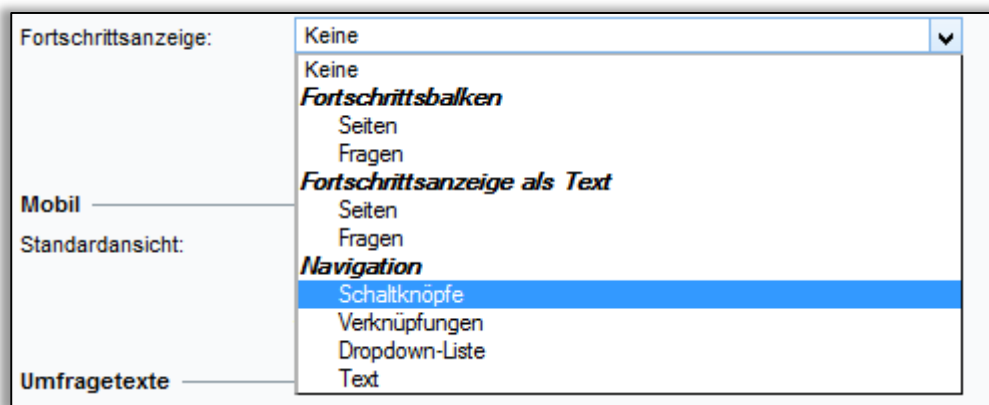 Fortschrittsanzeige: Keine
Keine
Fortschrittsbalken
Seiten
Fragen
Fortschrittsanzeige als Text
Seiten
Fragen
Navigation
Schaltknöpfe
Verknüpfungen
Dropdown-Liste
Text
Mobil
Standardansicht:
Umfragetexte